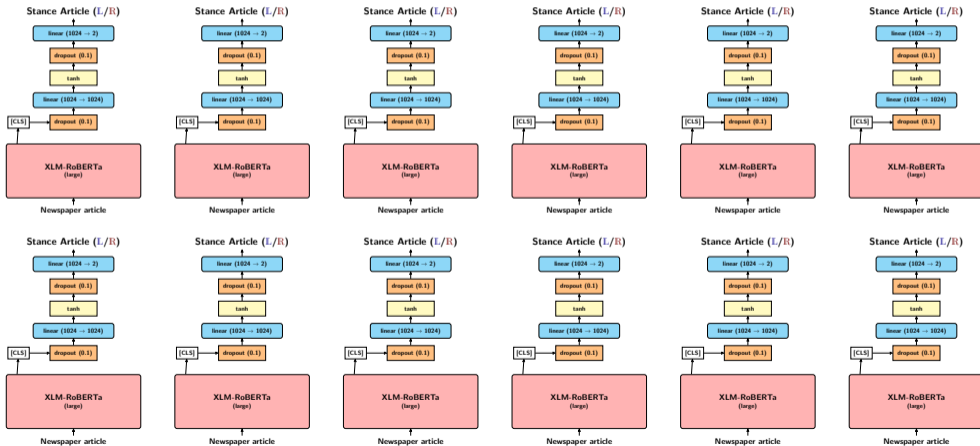 Stance Article (L/R)
linear (1024 → 2)
dropout (0.1)
tanh
linear (1024 → 1024)
[CLS] dropout (0.1)
XLM-RoBERTa
(large)
Newspaper article
Stance Article (L/R)
linear (1024 → 2)
dropout (0.1)
tanh
linear (1024 → 1024)
[CLS] dropout (0.1)
XLM-RoBERTa
(large)
Newspaper article
Stance Article (L/R)
linear (1024 → 2)
dropout (0.1)
tanh
linear (1024 → 1024)
[CLS] dropout (0.1)
XLM-RoBERTa
(large)
Newspaper article
Stance Article (L/R)
linear (1024 → 2)
dropout (0.1)
tanh
linear (1024 → 1024)
[CLS] dropout (0.1)
XLM-RoBERTa
(large)
Newspaper article
Stance Article (L/R)
linear (1024 → 2)
dropout (0.1)
tanh
linear (1024 → 1024)
[CLS] dropout (0.1)
XLM-RoBERTa
(large)
Newspaper article
Stance Article (L/R)
linear (1024 → 2)
dropout (0.1)
tanh
linear (1024 → 1024)
[CLS] dropout (0.1)
XLM-RoBERTa
(large)
Newspaper article
Stance Article (L/R)
linear (1024 → 2)
dropout (0.1)
tanh
linear (1024 → 1024)
[CLS] dropout (0.1)
XLM-RoBERTa
(large)
Newspaper article
Stance Article (L/R)
linear (1024 → 2)
dropout (0.1)
tanh
linear (1024 → 1024)
[CLS] dropout (0.1)
XLM-RoBERTa
(large)
Newspaper article
Stance Article (L/R)
linear (1024 → 2)
dropout (0.1)
tanh
linear (1024 → 1024)
[CLS] dropout (0.1)
XLM-RoBERTa
(large)
Newspaper article
Stance Article (L/R)
linear (1024 → 2)
dropout (0.1)
tanh
linear (1024 → 1024)
[CLS] dropout (0.1)
XLM-RoBERTa
(large)
Newspaper article
Stance Article (L/R)
linear (1024 → 2)
dropout (0.1)
tanh
linear (1024 → 1024)
[CLS] dropout (0.1)
XLM-RoBERTa
(large)
Newspaper article
Stance Article (L/R)
linear (1024 → 2)
dropout (0.1)
tanh
linear (1024 → 1024)
[CLS] dropout (0.1)
XLM-RoBERTa
(large)
Newspaper article